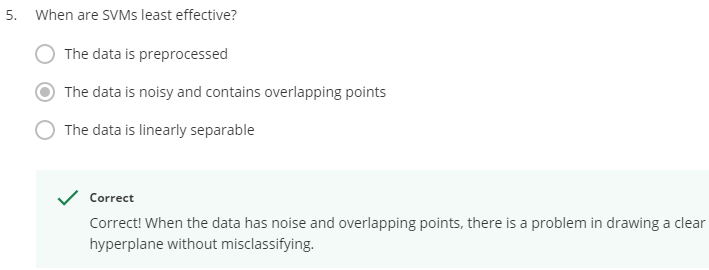 5. When are SVMs least effective?
The data is preprocessed
The data is noisy and contains overlapping points
The data is linearly separable
Correct
Correct! When the data has noise and overlapping points, there is a problem in drawing a clear
hyperplane without misclassifying.